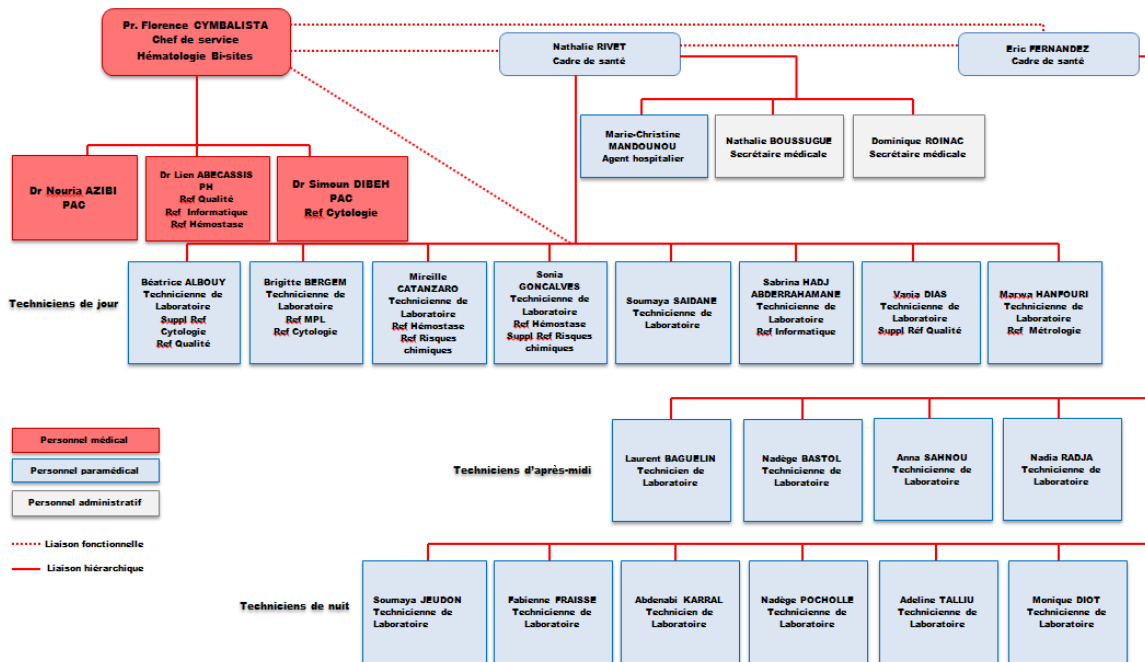 Pr. Florence CYMBALISTA
Chef de service
Hématologie Bi-sites
Nathalie RIVET
Cadre de santé
Eric FERNANDEZ
Cadre de santé
Marie-Christine
MANDOUNOU
Agent hospitalier
Nathalie BOUSSUGUE
Secrétaire médicale
Dominique ROINAC
Secrétaire médicale
Dr Nouria AZIBI
PAC
Dr Lien ABECASSIS
PH
Ref Qualité
Ref Informatique
Ref Hémostase
Dr Simoun DIBEH
PAC
Ref Cytologie
Techniciens de jour
Béatrice ALBOUY
Technicienne de
Laboratoire
Suppl Ref
Cytologie
Ref Qualité
Brigitte BERGEM
Technicienne de
Laboratoire
Ref MPL
Ref Cytologie
Mireille
CATANZARO
Technicienne de
Laboratoire
Ref Hémostase
Ref Risques
chimiques
Sonia
GONCALVES
Technicienne de
Laboratoire
Ref Hémostase
Suppl Ref Risques
chimiques
Soumaya SAIDANE
Technicienne de
Laboratoire
Sabrina HADJ
ABDERRAHAMANE
Technicienne de
Laboratoire
Ref Informatique
Vania DIAS
Technicienne de
Laboratoire
Suppl Réf Qualité
Marwa HANFOURI
Technicienne de
Laboratoire
Ref Métrologie
Personnel médical
Personnel paramédical
Personnel administratif
Liaison fonctionnelle
Liaison hiérarchique
Techniciens d'après-midi
Laurent BAGUELIN
Technicien de
Laboratoire
Nadège BASTOL
Technicienne de
Laboratoire
Anna SAHNOU
Technicienne de
Laboratoire
Nadia RADJA
Technicienne de
Laboratoire
Techniciens de nuit
Soumaya JEUDON
Technicienne de
Laboratoire
Fabienne FRAISSE
Technicienne de
Laboratoire
Abdenabi KARRAL
Technicien de
Laboratoire
Nadège POCHOLLE
Technicienne de
Laboratoire
Adeline TALLIU
Technicienne de
Laboratoire
Monique DIOT
Technicienne de
Laboratoire